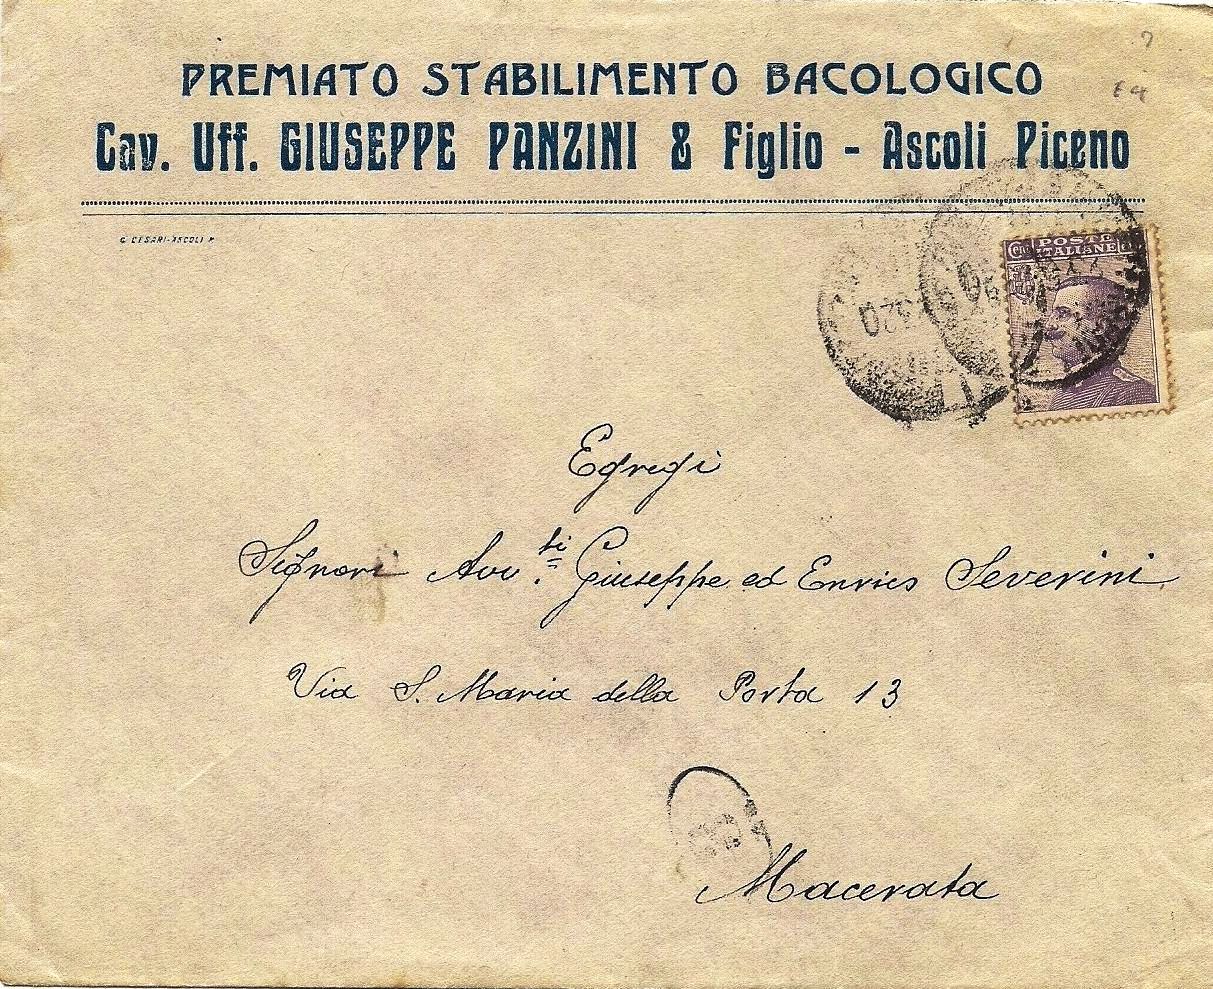 PREMIATO STABILIMENTO BACOLOGICO
Cav. Uff. GIUSEPPE PANZINI & Figlio - Ascoli Piceno
G. CESARI-ASCOLI P.
POSTE
ITALIANE
Egregi
Signori Avv.ti Giuseppe ed Enrico Severini
Via S. Maria della Porta 13
Macerata